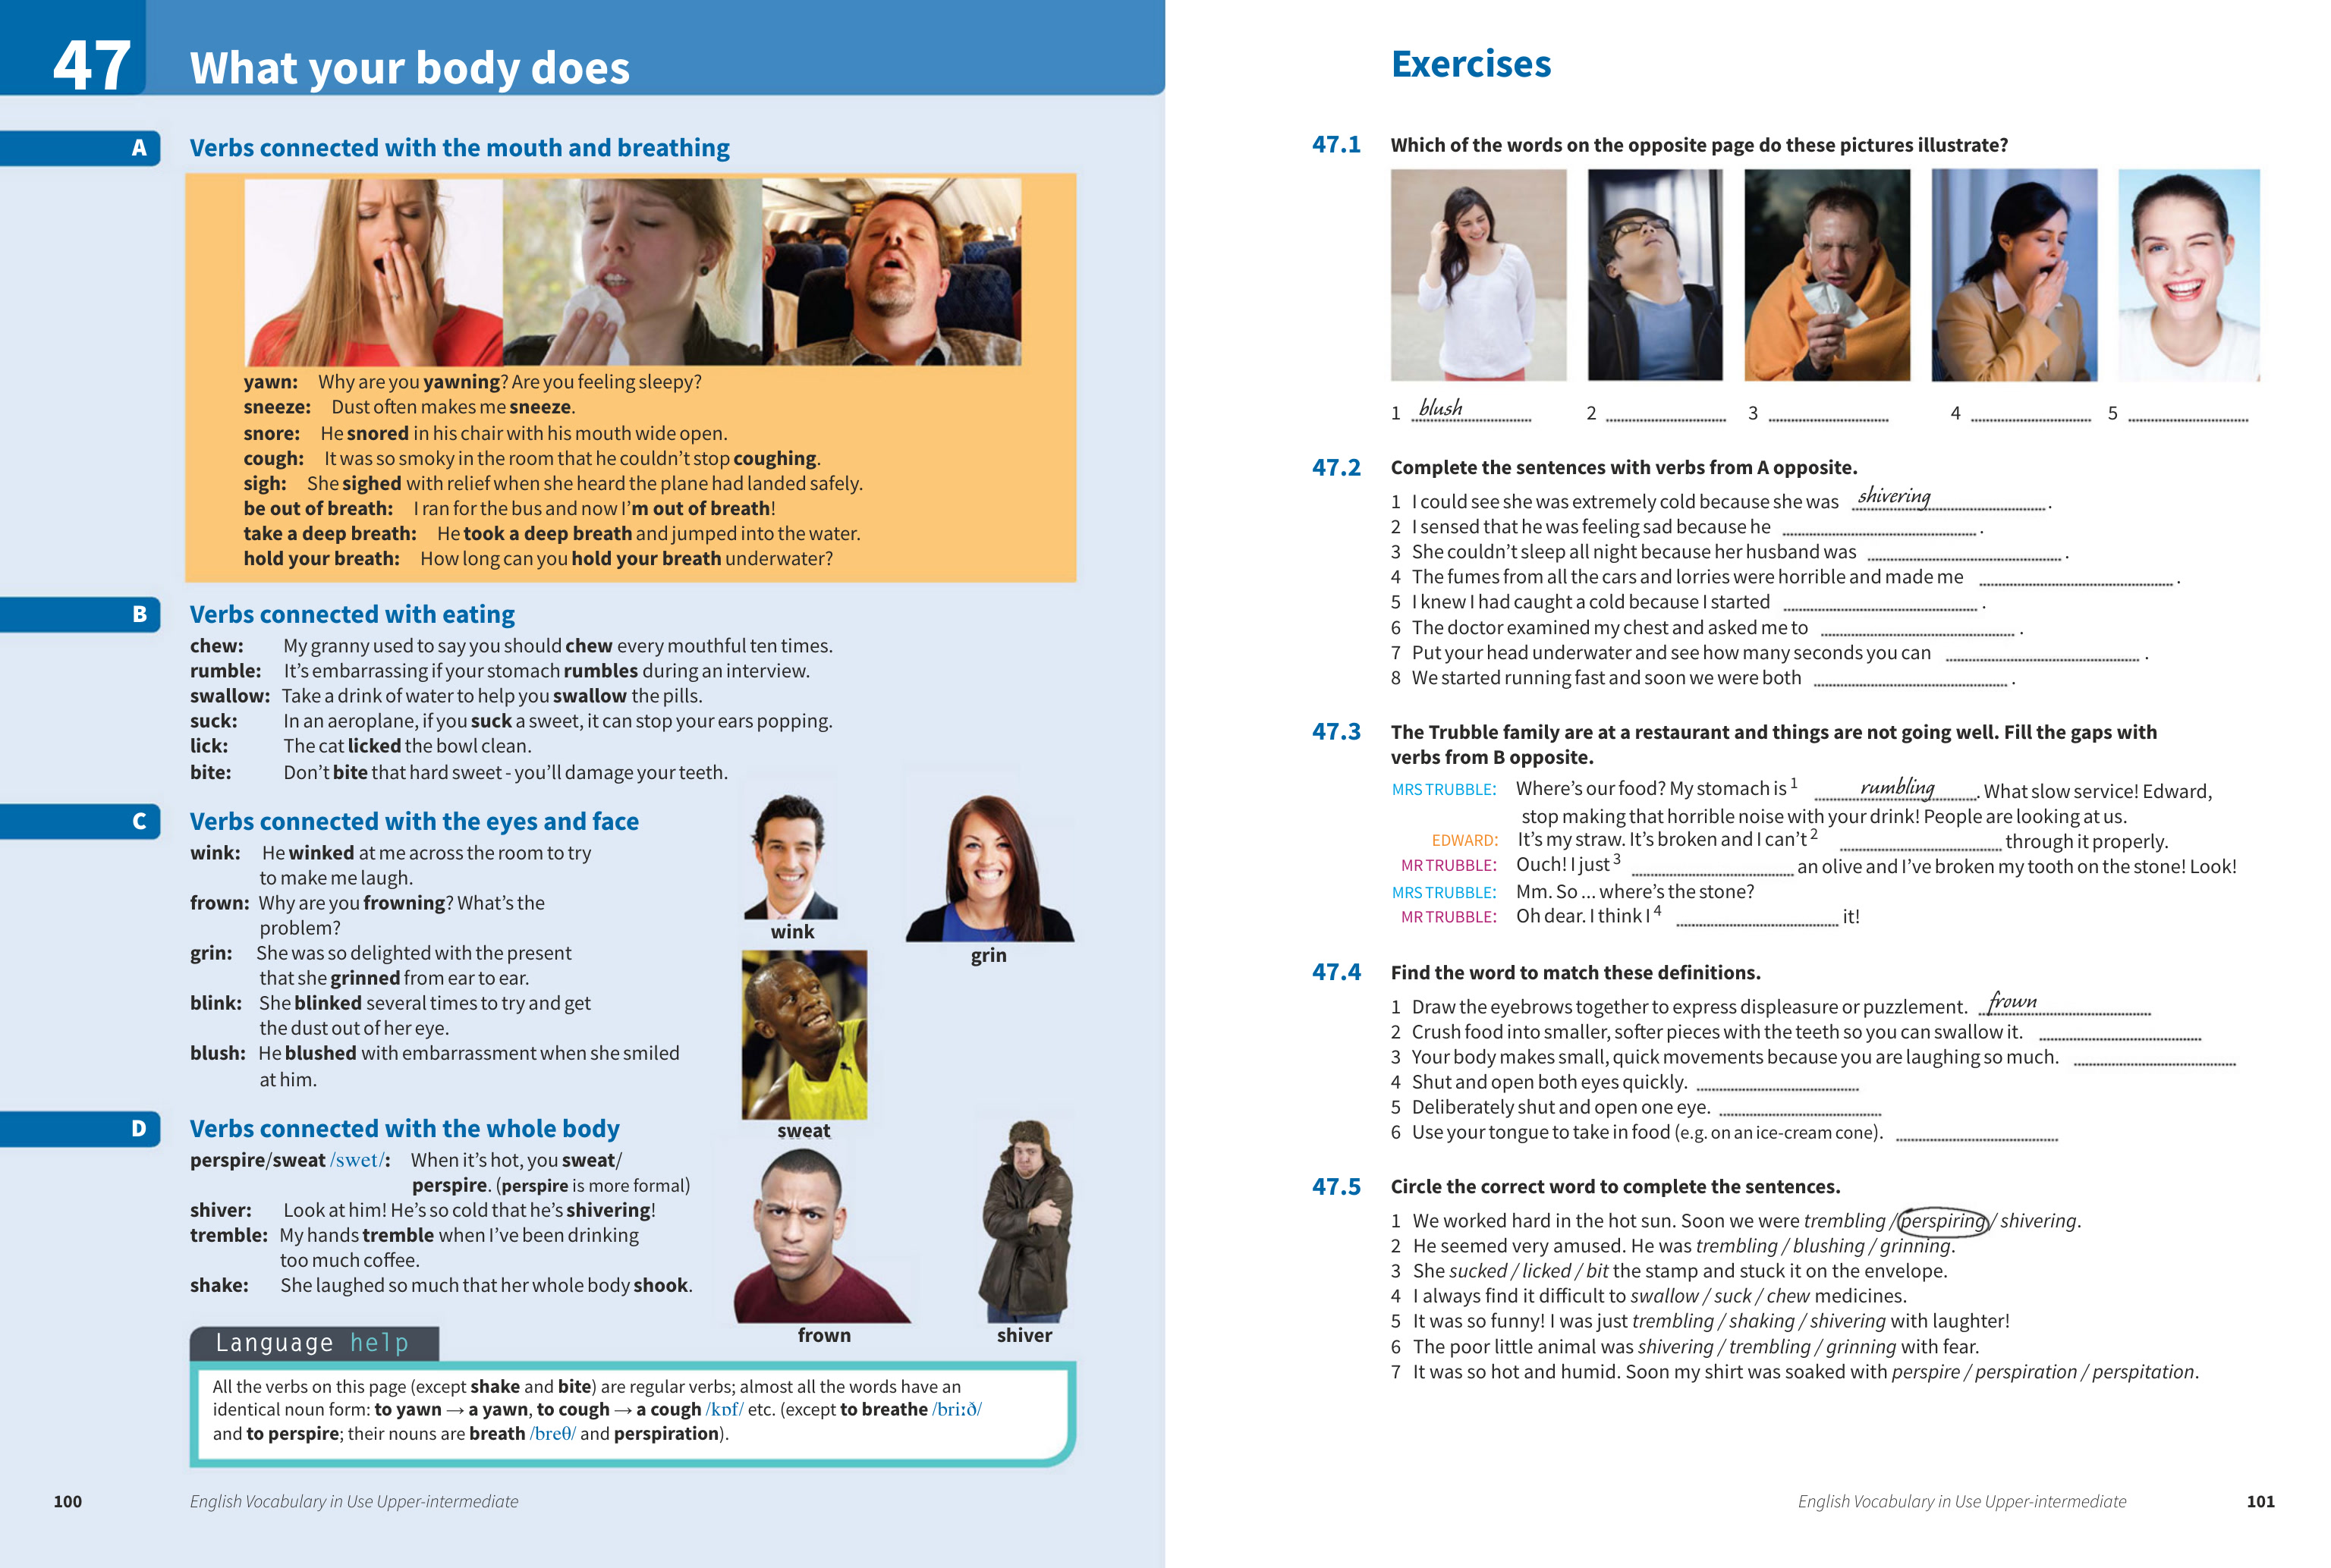 47
What your body does
A
Verbs connected with the mouth and breathing
yawn: Why are you yawning? Are you feeling sleepy?
sneeze: Dust often makes me sneeze.
snore: He snored in his chair with his mouth wide open.
cough: It was so smoky in the room that he couldn't stop coughing.
sigh: She sighed with relief when she heard the plane had landed safely.
be out of breath: I ran for the bus and now I'm out of breath!
take a deep breath: He took a deep breath and jumped into the water.
hold your breath: How long can you hold your breath underwater?
B
Verbs connected with eating
chew: My granny used to say you should chew every mouthful ten times.
rumble: It's embarrassing if your stomach rumbles during an interview.
swallow: Take a drink of water to help you swallow the pills.
suck: In an aeroplane, if you suck a sweet, it can stop your ears popping.
lick: The cat licked the bowl clean.
bite: Don't bite that hard sweet - you'll damage your teeth.
C
Verbs connected with the eyes and face
wink: He winked at me across the room to try
to make me laugh.
frown: Why are you frowning? What's the
problem?
grin: She was so delighted with the present
that she grinned from ear to ear.
blink: She blinked several times to try and get
the dust out of her eye.
blush: He blushed with embarrassment when she smiled
at him.
wink
grin
sweat
D
Verbs connected with the whole body
perspire/sweat /swet/: When it's hot, you sweat/
perspire. (perspire is more formal)
shiver: Look at him! He's so cold that he's shivering!
tremble: My hands tremble when I've been drinking
too much coffee.
shake: She laughed so much that her whole body shook.
frown
shiver
Language help
All the verbs on this page (except shake and bite) are regular verbs; almost all the words have an
identical noun form: to yawn → a yawn, to cough → a cough /kɒf/ etc. (except to breathe /briːð/
and to perspire; their nouns are breath /breθ/ and perspiration).
100
English Vocabulary in Use Upper-intermediate
Exercises
47.1 Which of the words on the opposite page do these pictures illustrate?
1 blush 2 3 4 5
47.2 Complete the sentences with verbs from A opposite.
1 I could see she was extremely cold because she was shivering.
2 I sensed that he was feeling sad because he .
3 She couldn't sleep all night because her husband was .
4 The fumes from all the cars and lorries were horrible and made me .
5 I knew I had caught a cold because I started .
6 The doctor examined my chest and asked me to .
7 Put your head underwater and see how many seconds you can .
8 We started running fast and soon we were both .
47.3 The Trubble family are at a restaurant and things are not going well. Fill the gaps with
verbs from B opposite.
MRS TRUBBLE: Where's our food? My stomach is 1 rumbling. What slow service! Edward,
stop making that horrible noise with your drink! People are looking at us.
EDWARD: It's my straw. It's broken and I can't 2 through it properly.
MR TRUBBLE: Ouch! I just 3 an olive and I've broken my tooth on the stone! Look!
MRS TRUBBLE: Mm. So ... where's the stone?
MR TRUBBLE: Oh dear. I think I 4 it!
47.4 Find the word to match these definitions.
1 Draw the eyebrows together to express displeasure or puzzlement. frown
2 Crush food into smaller, softer pieces with the teeth so you can swallow it.
3 Your body makes small, quick movements because you are laughing so much.
4 Shut and open both eyes quickly.
5 Deliberately shut and open one eye.
6 Use your tongue to take in food (e.g. on an ice-cream cone).
47.5 Circle the correct word to complete the sentences.
1 We worked hard in the hot sun. Soon we were trembling / perspiring / shivering.
2 He seemed very amused. He was trembling / blushing / grinning.
3 She sucked / licked / bit the stamp and stuck it on the envelope.
4 I always find it difficult to swallow / suck / chew medicines.
5 It was so funny! I was just trembling / shaking / shivering with laughter!
6 The poor little animal was shivering / trembling / grinning with fear.
7 It was so hot and humid. Soon my shirt was soaked with perspire / perspiration / perspitation.
English Vocabulary in Use Upper-intermediate
101